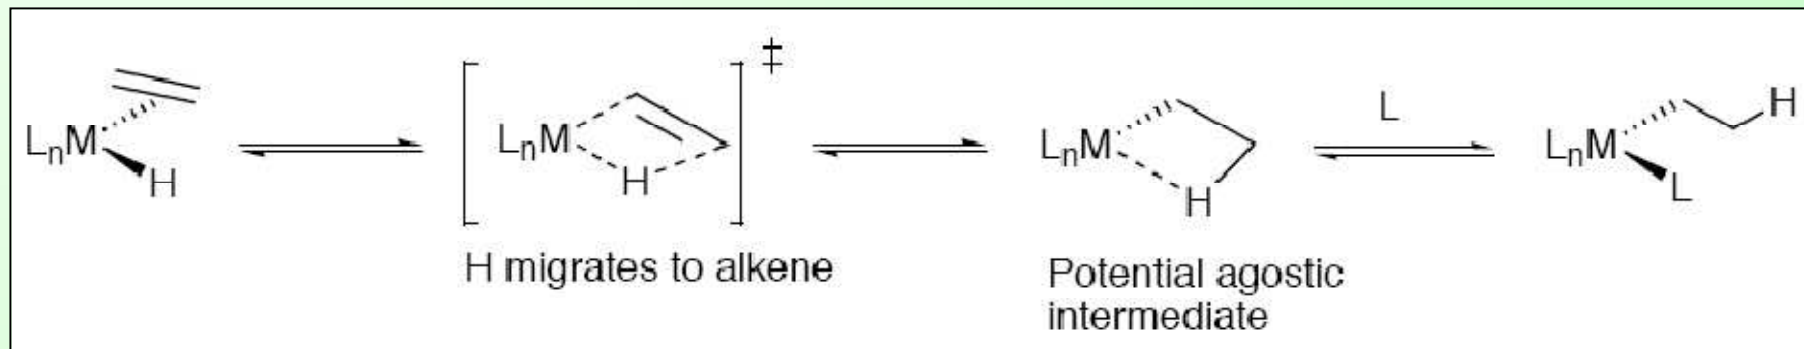 ‡
L
LₙM
H
LₙM
H
LₙM
H
LₙM
H
L
H migrates to alkene
Potential agostic
intermediate